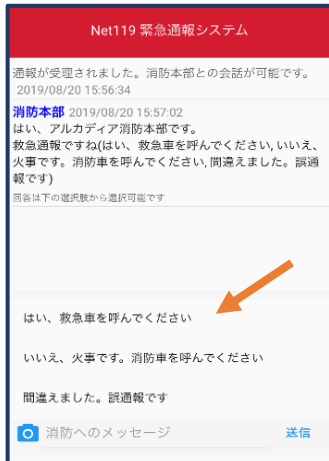 Net119 緊急通報システム
通報が受理されました。消防本部との会話が可能です。
2019/08/20 15:56:34
消防本部 2019/08/20 15:57:02
はい、アルカディア消防本部です。
救急通報ですね(はい、救急車を呼んでください, いいえ、
火事です。消防車を呼んでください, 間違えました。誤通
報です)
回答は下の選択肢から選択可能です
はい、救急車を呼んでください
いいえ、火事です。消防車を呼んでください
間違えました。誤通報です
消防へのメッセージ 送信